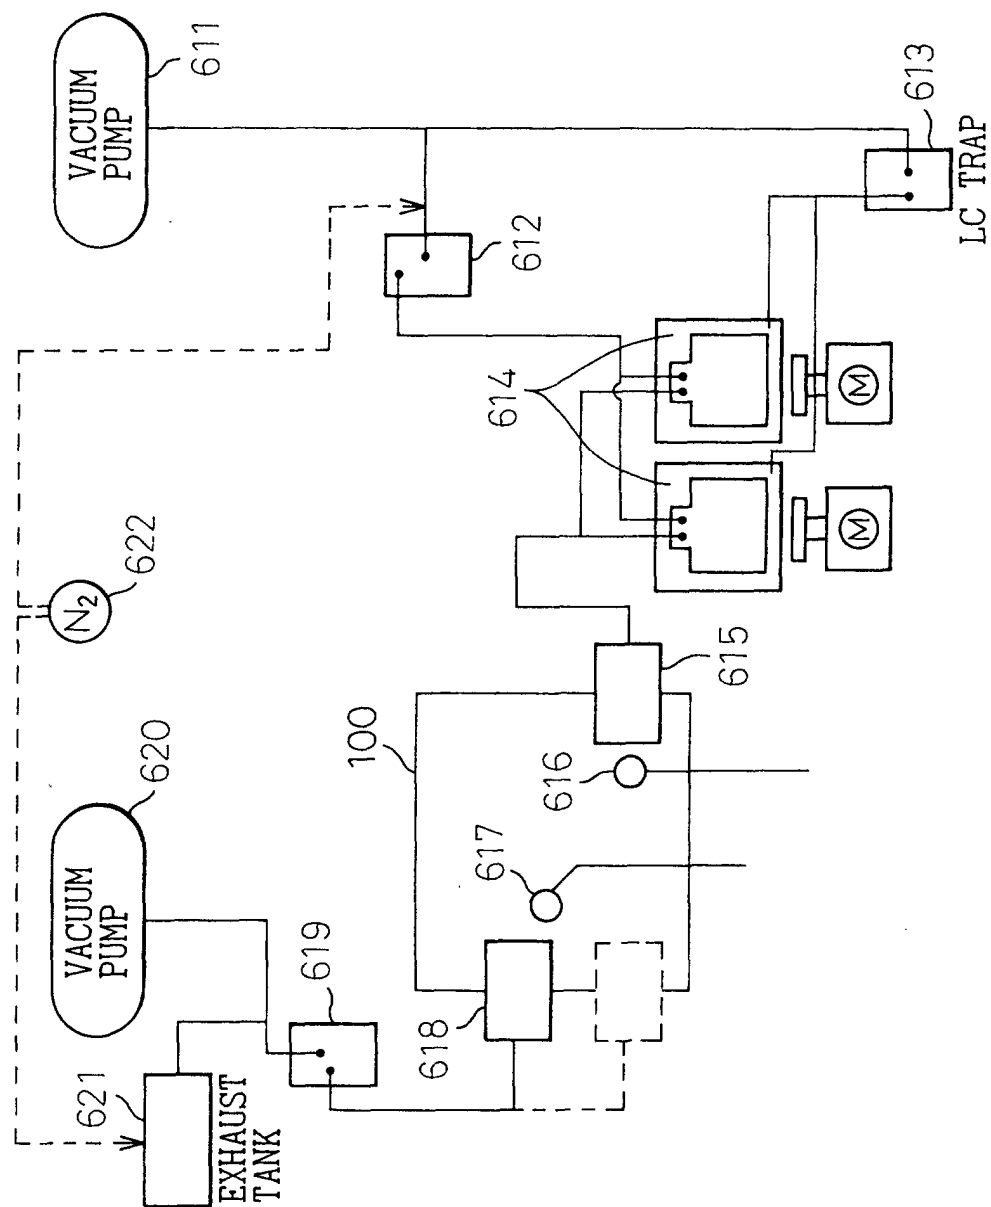 VACUUM
PUMP
611
N2
622
VACUUM
PUMP
620
621
EXHAUST
TANK
619
618
617
616
100
615
614
612
613
LC TRAP
M
M